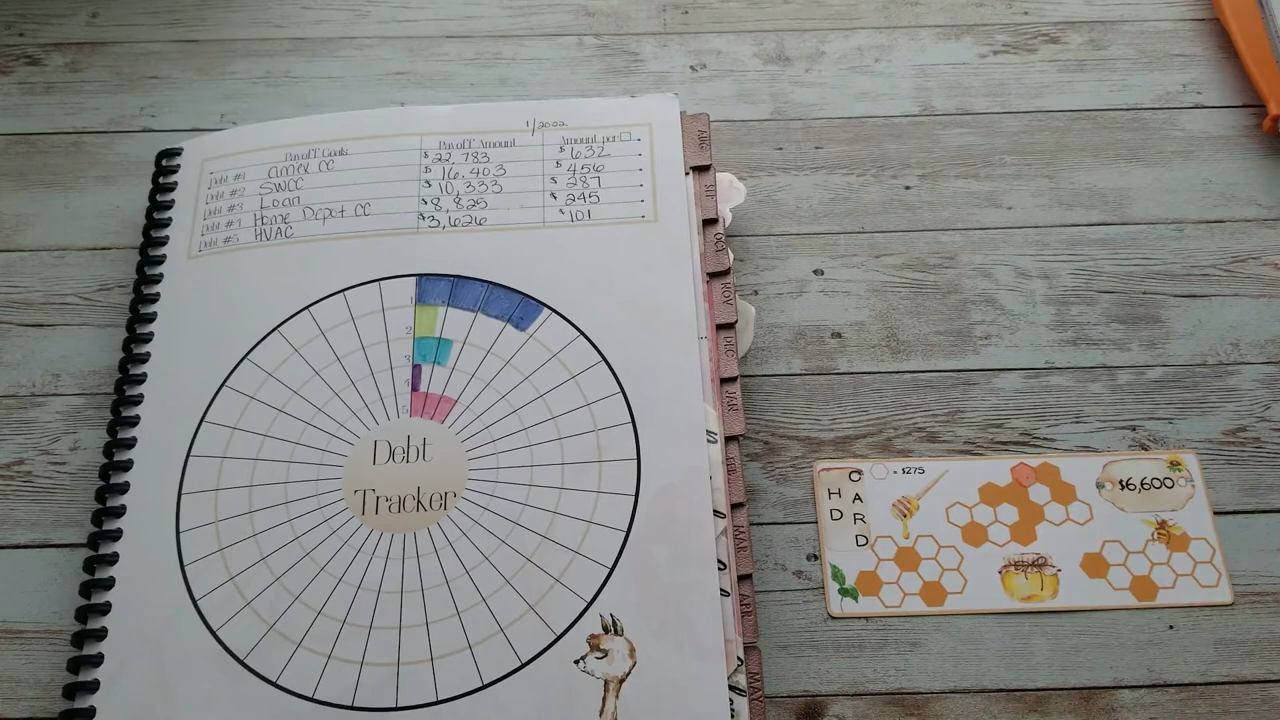 1/2022
Payoff Goals Payoff Amount Amount per □
Debt #1 amex cc $22,783 $632
Debt #2 SWCC $16,403 $456
Debt #3 Loan $10,333 $287
Debt #4 Home Depot cc $8,825 $245
Debt #5 HVAC $3,626 $101
1
2
3
4
5
Debt
Tracker
AUG
SEP
OCT
NOV
DEC
JAN
FEB
MAR
APR
MAY
HD
CARD
= $275
$6,600